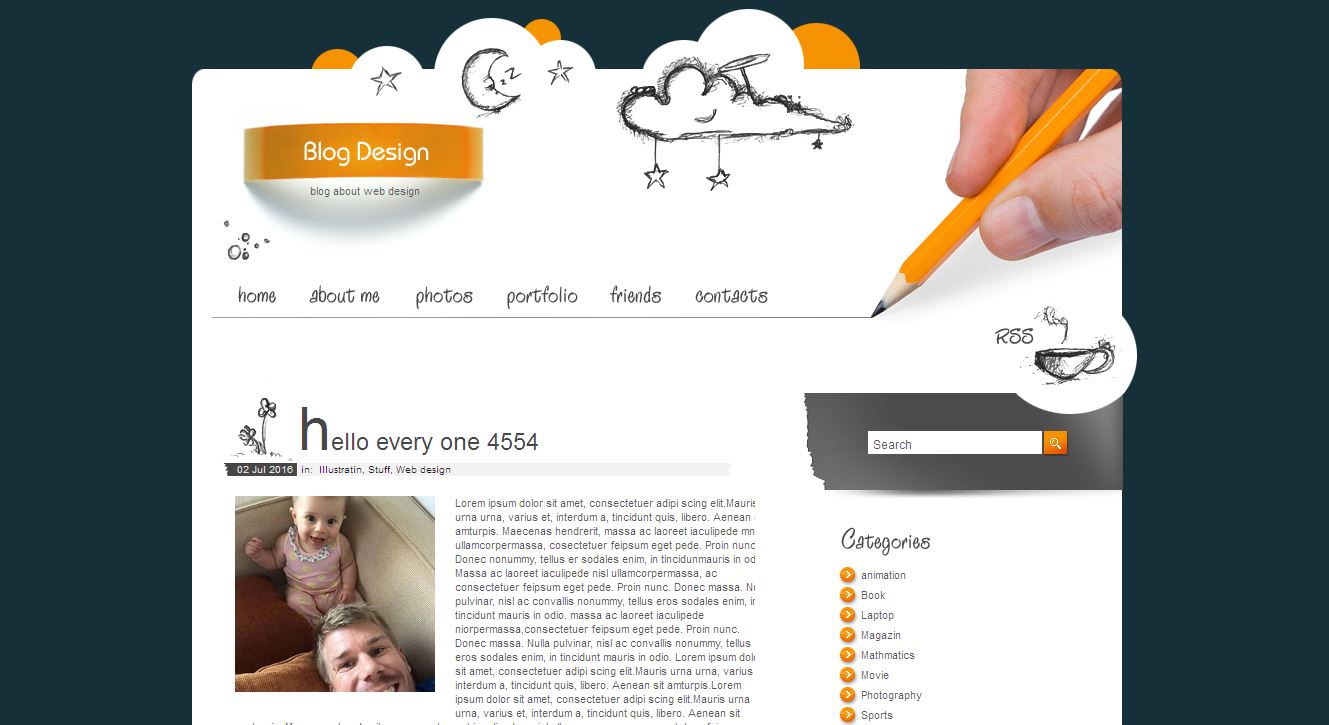 Blog Design
blog about web design
home about me photos portfolio friends contacts
RSS
hello every one 4554
02 Jul 2016 in: Illustratin, Stuff, Web design
Search
Lorem ipsum dolor sit amet, consectetuer adipi scing elit.Mauris
urna urna, varius et, interdum a, tincidunt quis, libero. Aenean
amturpis. Maecenas hendrerit, massa ac laoreet iaculipede mn
ullamcorpermassa, cosectetuer feipsum eget pede. Proin nunc
Donec nonummy, tellus er sodales enim, in tincidunmauris in od
Massa ac laoreet iaculipede nisl ullamcorpermassa, ac
consectetuer feipsum eget pede. Proin nunc. Donec massa. Nu
pulvinar, nisl ac convallis nonummy, tellus eros sodales enim, in
tincidunt mauris in odio. massa ac laoreet iaculipede
niorpermassa,consectetuer feipsum eget pede. Proin nunc.
Donec massa. Nulla pulvinar, nisl ac convallis nonummy, tellus
eros sodales enim, in tincidunt mauris in odio. Lorem ipsum dolo
sit amet, consectetuer adipi scing elit.Mauris urna urna, varius
interdum a, tincidunt quis, libero. Aenean sit amturpis.Lorem
ipsum dolor sit amet, consectetuer adipi scing elit.Mauris urna
urna, varius et, interdum a, tincidunt quis, libero. Aenean sit
Categories
animation
Book
Laptop
Magazin
Mathmatics
Movie
Photography
Sports